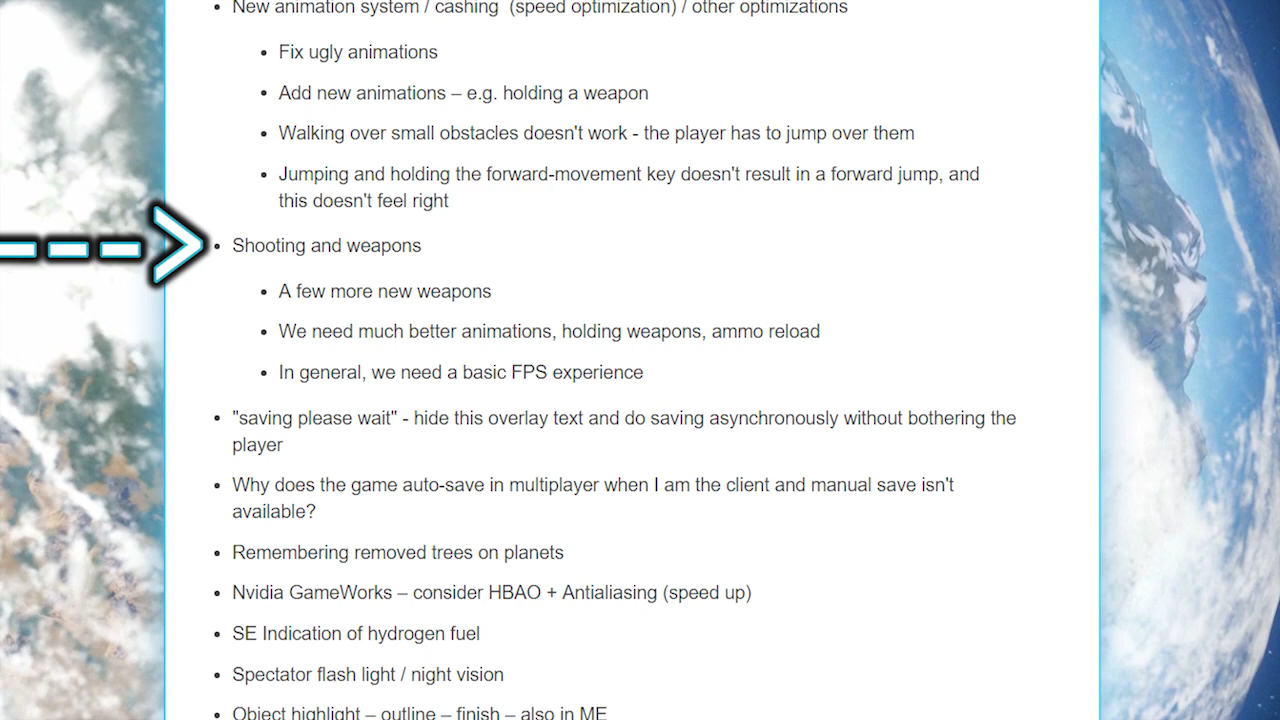 New animation system / cashing  (speed optimization) / other optimizations
Fix ugly animations
Add new animations – e.g. holding a weapon
Walking over small obstacles doesn't work - the player has to jump over them
Jumping and holding the forward-movement key doesn't result in a forward jump, and
this doesn't feel right
Shooting and weapons
A few more new weapons
We need much better animations, holding weapons, ammo reload
In general, we need a basic FPS experience
"saving please wait" - hide this overlay text and do saving asynchronously without bothering the
player
Why does the game auto-save in multiplayer when I am the client and manual save isn't
available?
Remembering removed trees on planets
Nvidia GameWorks – consider HBAO + Antialiasing (speed up)
SE Indication of hydrogen fuel
Spectator flash light / night vision
Object highlight – outline – finish – also in ME